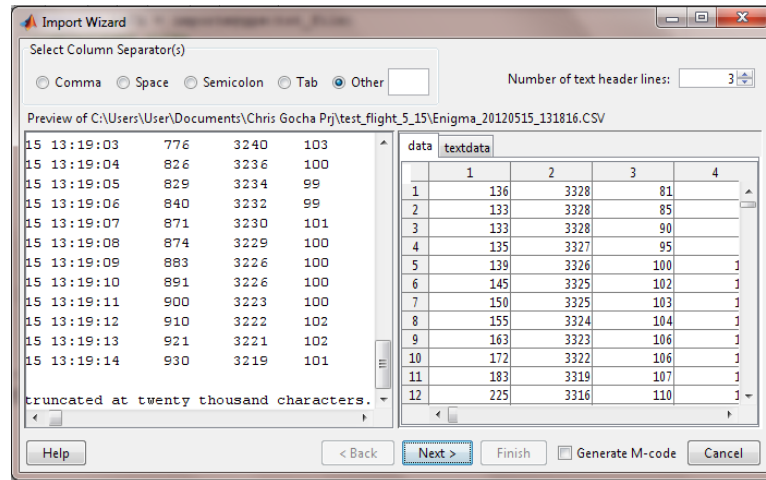 Import Wizard
Select Column Separator(s)
Comma Space Semicolon Tab Other
Number of text header lines: 3
Preview of C:\Users\User\Documents\Chris Gocha Prj\test_flight_5_15\Enigma_20120515_131816.CSV
15 13:19:03 776 3240 103
15 13:19:04 826 3236 100
15 13:19:05 829 3234 99
15 13:19:06 840 3232 99
15 13:19:07 871 3230 101
15 13:19:08 874 3229 100
15 13:19:09 883 3226 100
15 13:19:10 891 3226 100
15 13:19:11 900 3223 100
15 13:19:12 910 3222 102
15 13:19:13 921 3221 102
15 13:19:14 930 3219 101
truncated at twenty thousand characters.
data textdata
1 2 3 4
1 136 3328 81
2 133 3328 85
3 133 3328 90
4 135 3327 95
5 139 3326 100 1
6 145 3325 102 1
7 150 3325 103 1
8 155 3324 104 1
9 163 3323 106 1
10 172 3322 106 1
11 183 3319 107 1
12 225 3316 110 1
Help < Back Next > Finish Generate M-code Cancel